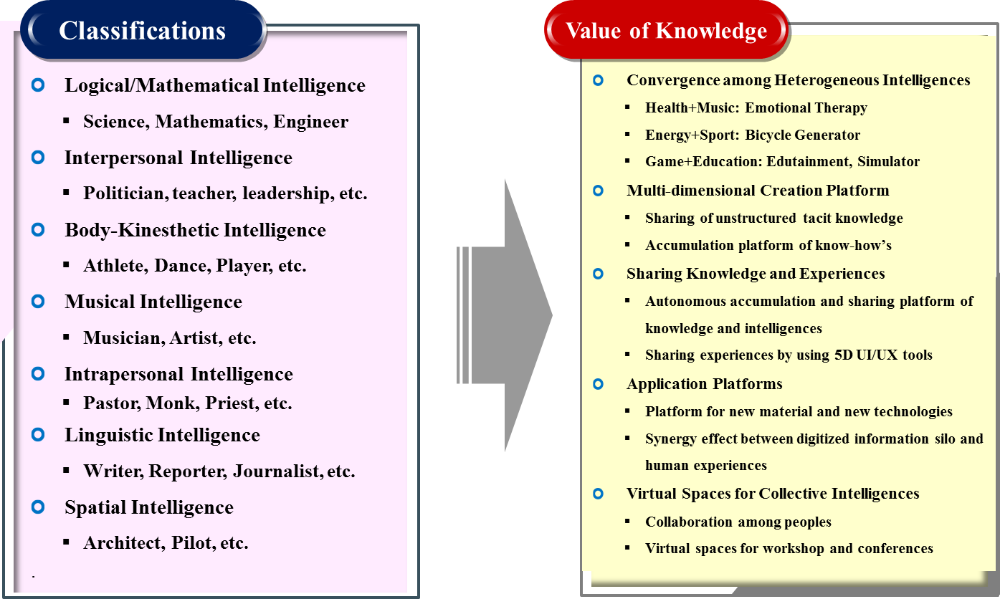 Classifications
Logical/Mathematical Intelligence
Science, Mathematics, Engineer
Interpersonal Intelligence
Politician, teacher, leadership, etc.
Body-Kinesthetic Intelligence
Athlete, Dance, Player, etc.
Musical Intelligence
Musician, Artist, etc.
Intrapersonal Intelligence
Pastor, Monk, Priest, etc.
Linguistic Intelligence
Writer, Reporter, Journalist, etc.
Spatial Intelligence
Architect, Pilot, etc.
.
Value of Knowledge
Convergence among Heterogeneous Intelligences
Health+Music: Emotional Therapy
Energy+Sport: Bicycle Generator
Game+Education: Edutainment, Simulator
Multi-dimensional Creation Platform
Sharing of unstructured tacit knowledge
Accumulation platform of know-how’s
Sharing Knowledge and Experiences
Autonomous accumulation and sharing platform of
knowledge and intelligences
Sharing experiences by using 5D UI/UX tools
Application Platforms
Platform for new material and new technologies
Synergy effect between digitized information silo and
human experiences
Virtual Spaces for Collective Intelligences
Collaboration among peoples
Virtual spaces for workshop and conferences